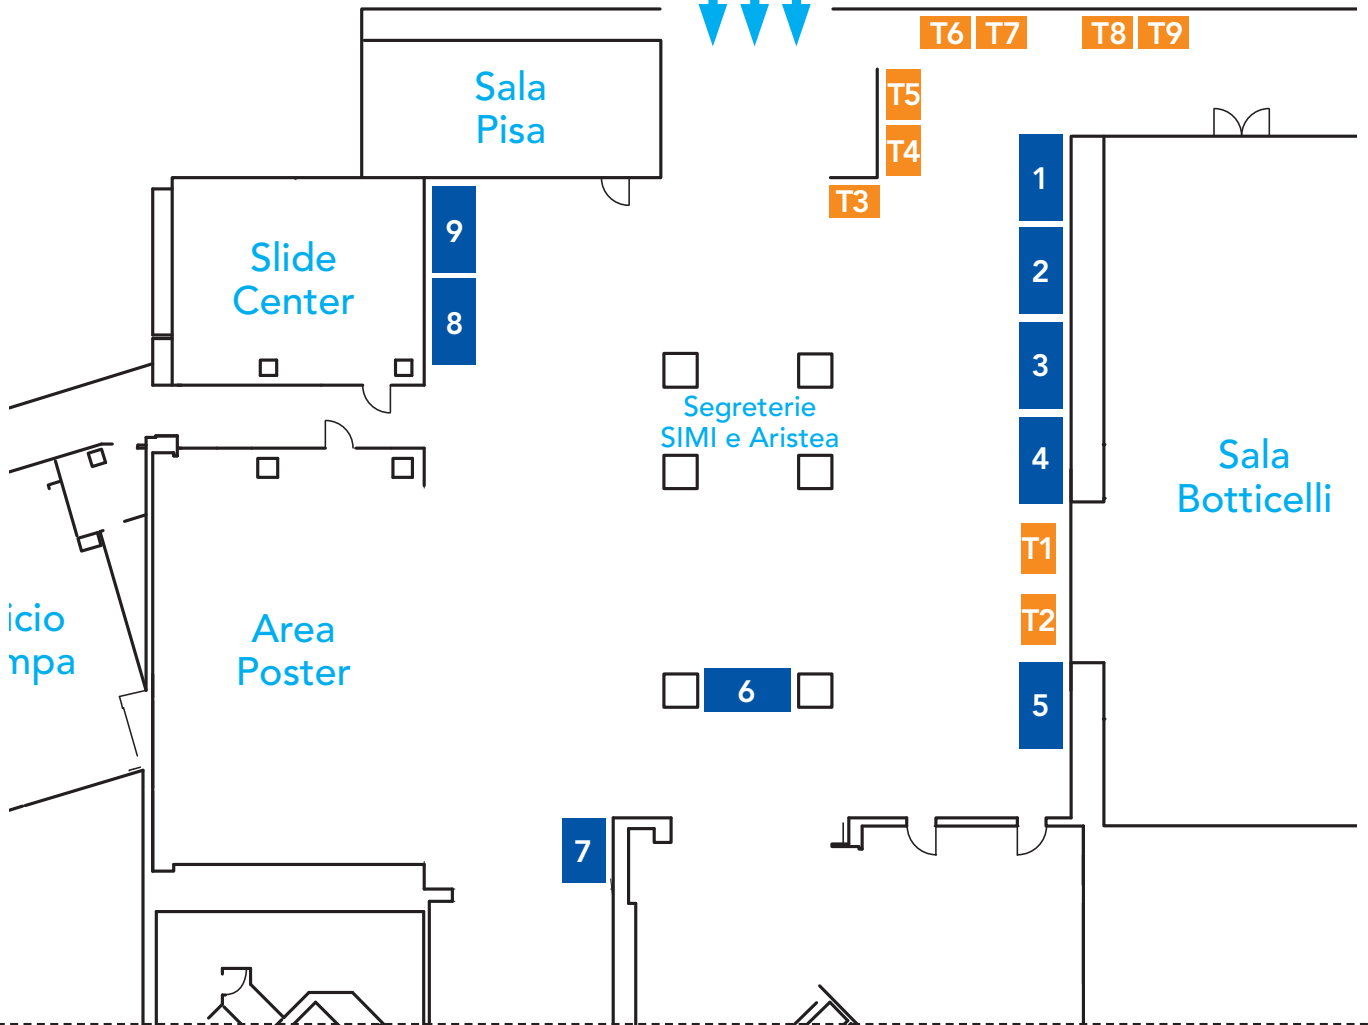 T6 T7 T8 T9
Sala
Pisa
T5
T4
T3
1
9
2
Slide
Center
8
3
Segreterie
SIMI e Aristea
4
Sala
Botticelli
T1
T2
icio
mpa
Area
Poster
6
5
7